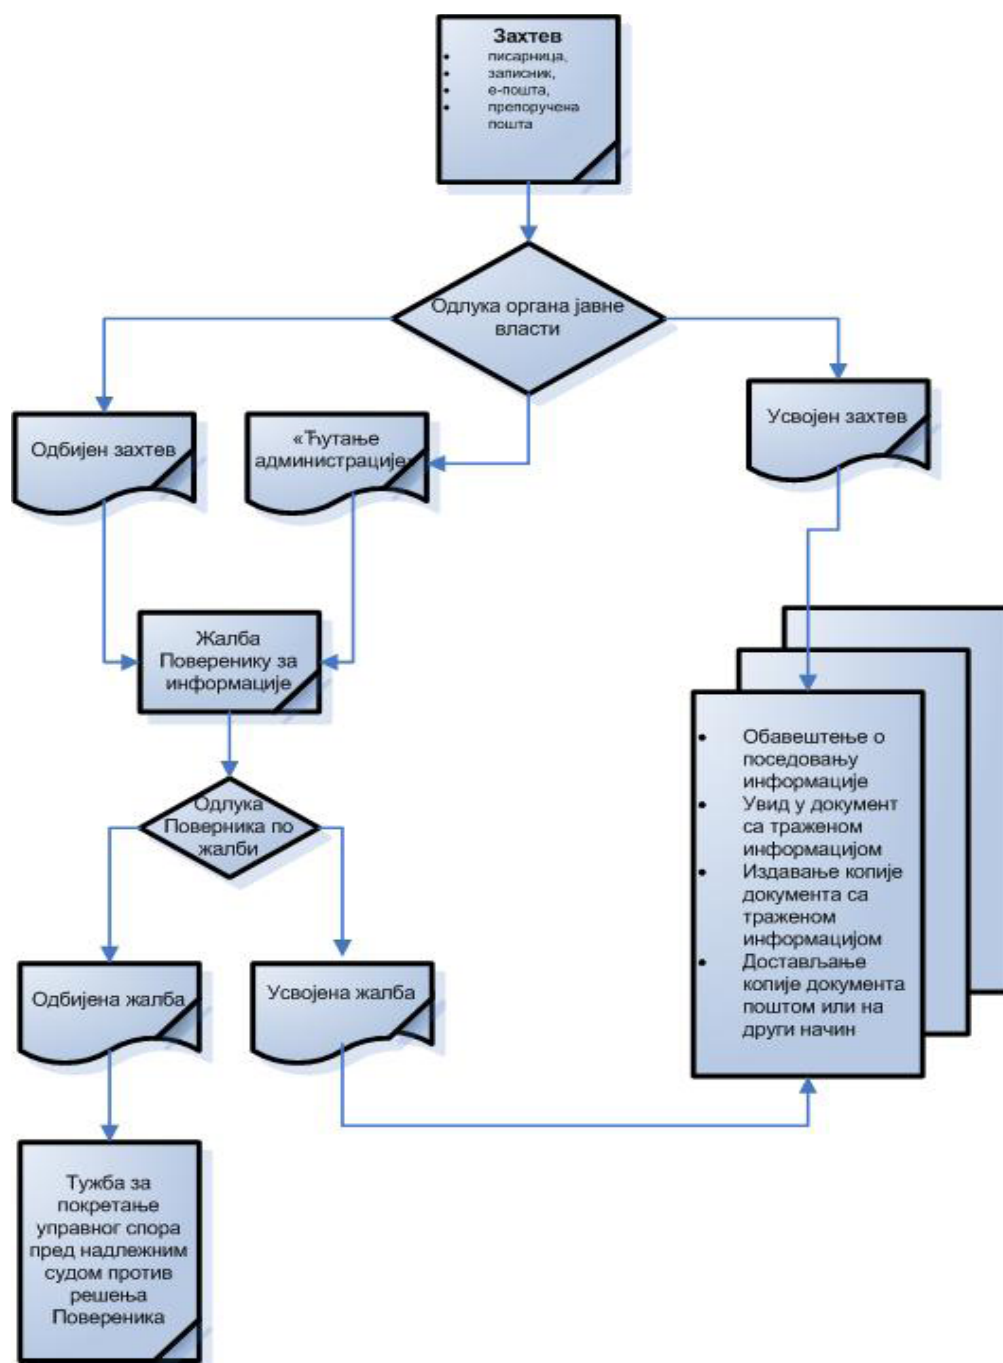 Захтев
• писарница,
• записник,
• е-пошта,
• препоручена
пошта
Одлука органа јавне
власти
Одбијен захтев
«Ћутање
администрације»
Усвојен захтев
Жалба
Поверенику за
информације
Одлука
Поверника по
жалби
Одбијена жалба
Усвојена жалба
• Обавештење о
поседовању
информације
• Увид у документ
са траженом
информацијом
• Издавање копије
документа са
траженом
информацијом
• Достављање
копије документа
поштом или на
други начин
Тужба за
покретање
управног спора
пред надлежним
судом против
решења
Повереника